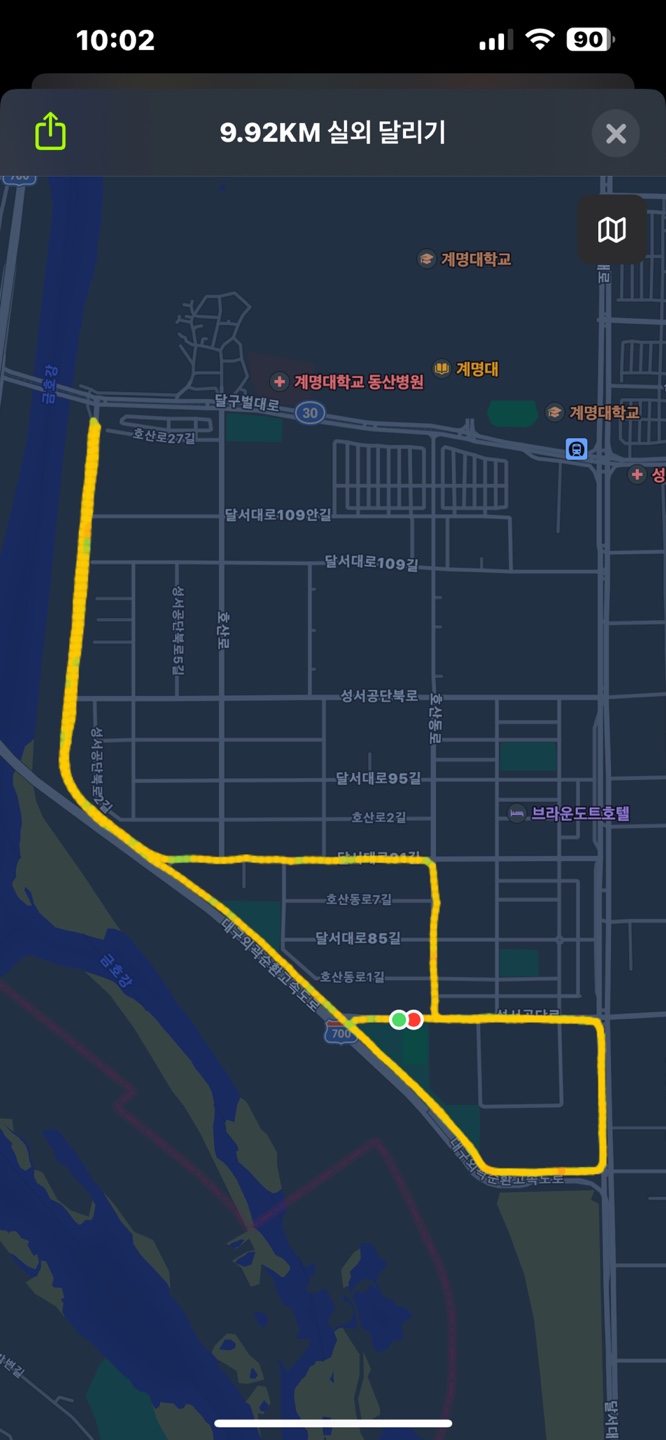 10:02
90
9.92KM 실외 달리기
700
계명대학교
계명대
계명대학교 동산병원
계명대학교
금호강
달구벌대로
30
호산로27길
성
달서대로109안길
달서대로109길
성서공단북로5길
호산로
성서공단북로
호산동로
성서공단북로2길
달서대로95길
호산로2길
브라운도트호텔
달서대로91길
호산동로7길
달서대로85길
대구외곽순환고속도로
호산동로1길
금호강
성서공단로
700
대구외곽순환고속도로
달서대